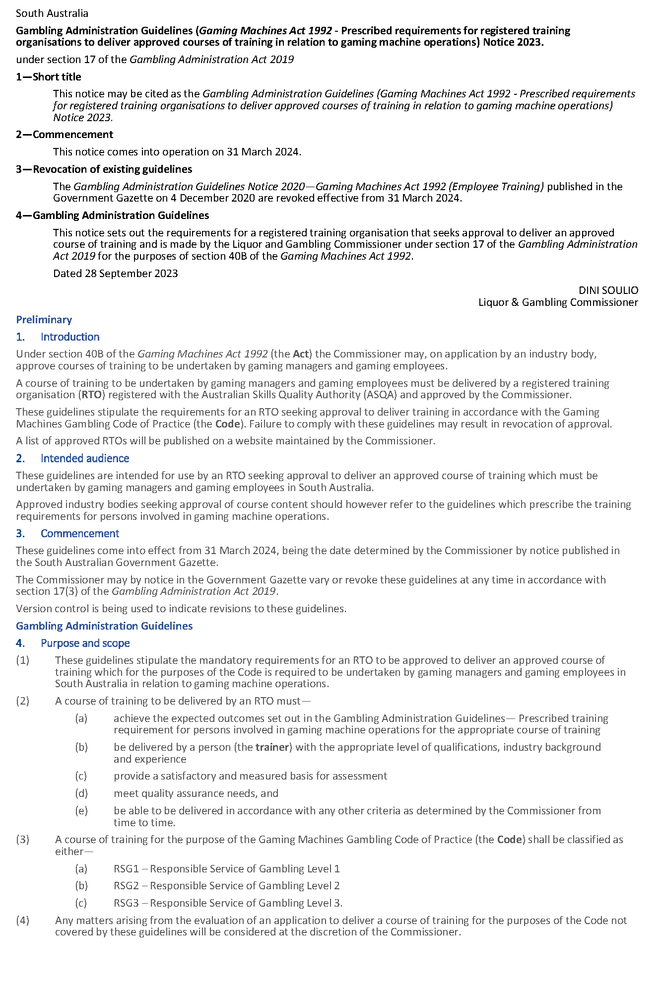 South Australia
Gambling Administration Guidelines (Gaming Machines Act 1992 - Prescribed requirements for registered training
organisations to deliver approved courses of training in relation to gaming machine operations) Notice 2023.
under section 17 of the Gambling Administration Act 2019
1—Short title
This notice may be cited as the Gambling Administration Guidelines (Gaming Machines Act 1992 - Prescribed requirements
for registered training organisations to deliver approved courses of training in relation to gaming machine operations)
Notice 2023.
2—Commencement
This notice comes into operation on 31 March 2024.
3—Revocation of existing guidelines
The Gambling Administration Guidelines Notice 2020—Gaming Machines Act 1992 (Employee Training) published in the
Government Gazette on 4 December 2020 are revoked effective from 31 March 2024.
4—Gambling Administration Guidelines
This notice sets out the requirements for a registered training organisation that seeks approval to deliver an approved
course of training and is made by the Liquor and Gambling Commissioner under section 17 of the Gambling Administration
Act 2019 for the purposes of section 40B of the Gaming Machines Act 1992.
Dated 28 September 2023
DINI SOULIO
Liquor & Gambling Commissioner
Preliminary
1. Introduction
Under section 40B of the Gaming Machines Act 1992 (the Act) the Commissioner may, on application by an industry body,
approve courses of training to be undertaken by gaming managers and gaming employees.
A course of training to be undertaken by gaming managers and gaming employees must be delivered by a registered training
organisation (RTO) registered with the Australian Skills Quality Authority (ASQA) and approved by the Commissioner.
These guidelines stipulate the requirements for an RTO seeking approval to deliver training in accordance with the Gaming
Machines Gambling Code of Practice (the Code). Failure to comply with these guidelines may result in revocation of approval.
A list of approved RTOs will be published on a website maintained by the Commissioner.
2. Intended audience
These guidelines are intended for use by an RTO seeking approval to deliver an approved course of training which must be
undertaken by gaming managers and gaming employees in South Australia.
Approved industry bodies seeking approval of course content should however refer to the guidelines which prescribe the training
requirements for persons involved in gaming machine operations.
3. Commencement
These guidelines come into effect from 31 March 2024, being the date determined by the Commissioner by notice published in
the South Australian Government Gazette.
The Commissioner may by notice in the Government Gazette vary or revoke these guidelines at any time in accordance with
section 17(3) of the Gambling Administration Act 2019.
Version control is being used to indicate revisions to these guidelines.
Gambling Administration Guidelines
4. Purpose and scope
(1) These guidelines stipulate the mandatory requirements for an RTO to be approved to deliver an approved course of
training which for the purposes of the Code is required to be undertaken by gaming managers and gaming employees in
South Australia in relation to gaming machine operations.
(2) A course of training to be delivered by an RTO must—
(a) achieve the expected outcomes set out in the Gambling Administration Guidelines— Prescribed training
requirement for persons involved in gaming machine operations for the appropriate course of training
(b) be delivered by a person (the trainer) with the appropriate level of qualifications, industry background
and experience
(c) provide a satisfactory and measured basis for assessment
(d) meet quality assurance needs, and
(e) be able to be delivered in accordance with any other criteria as determined by the Commissioner from
time to time.
(3) A course of training for the purpose of the Gaming Machines Gambling Code of Practice (the Code) shall be classified as
either—
(a) RSG1 – Responsible Service of Gambling Level 1
(b) RSG2 – Responsible Service of Gambling Level 2
(c) RSG3 – Responsible Service of Gambling Level 3.
(4) Any matters arising from the evaluation of an application to deliver a course of training for the purposes of the Code not
covered by these guidelines will be considered at the discretion of the Commissioner.